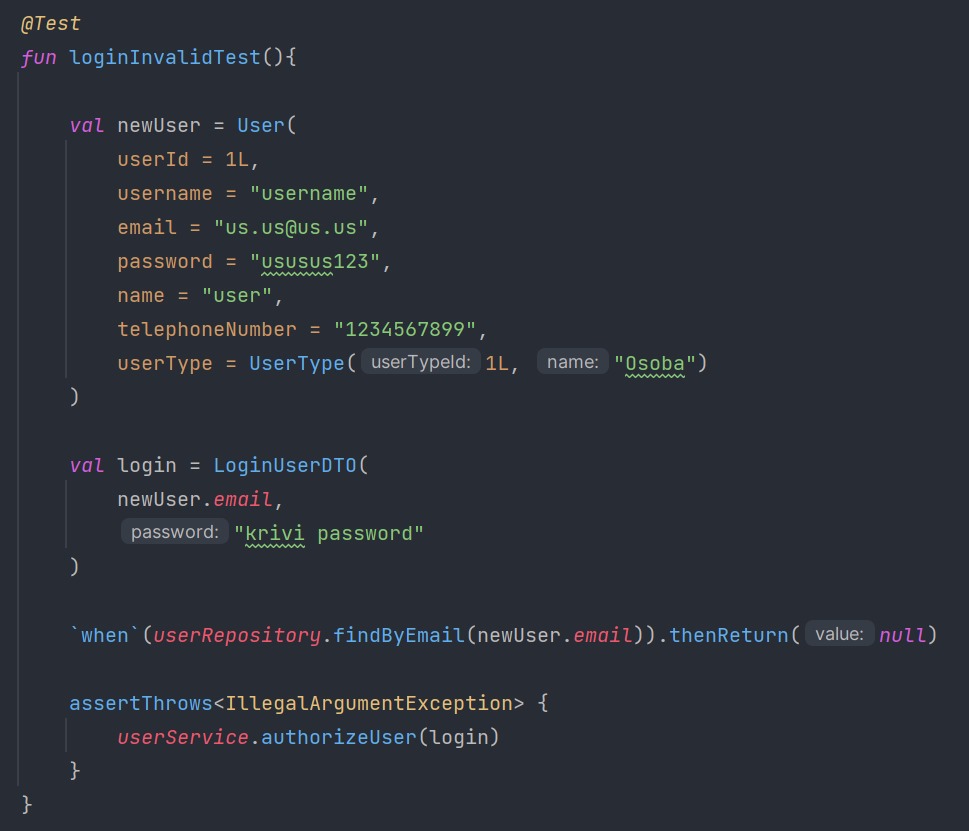 @Test
fun loginInvalidTest(){
val newUser = User(
userId = 1L,
username = "username",
email = "us.us@us.us",
password = "ususus123",
name = "user",
telephoneNumber = "1234567899",
userType = UserType( userTypeId: 1L, name: "Osoba")
)
val login = LoginUserDTO(
newUser.email,
password: "krivi password"
)
`when`(userRepository.findByEmail(newUser.email)).thenReturn( value: null)
assertThrows<IllegalArgumentException> {
userService.authorizeUser(login)
}
}